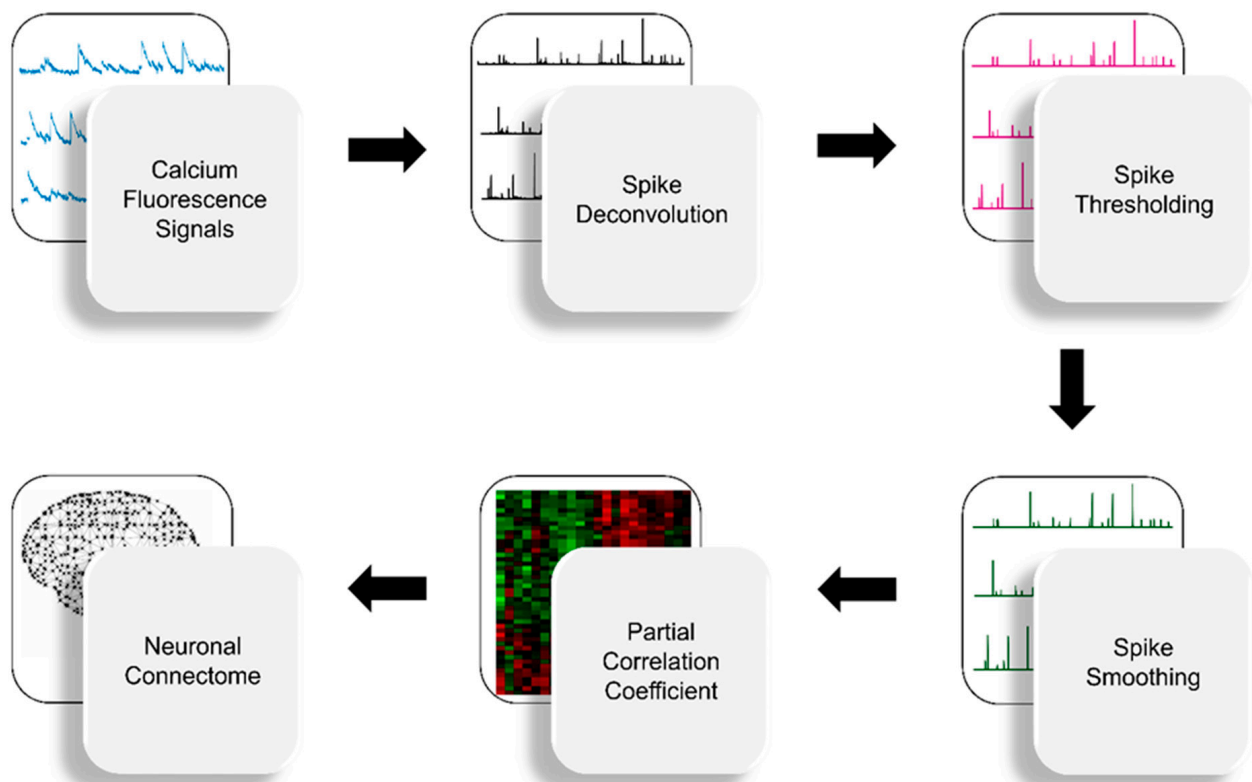 Calcium
Fluorescence
Signals
Spike
Deconvolution
Spike
Thresholding
Spike
Smoothing
Partial
Correlation
Coefficient
Neuronal
Connectome